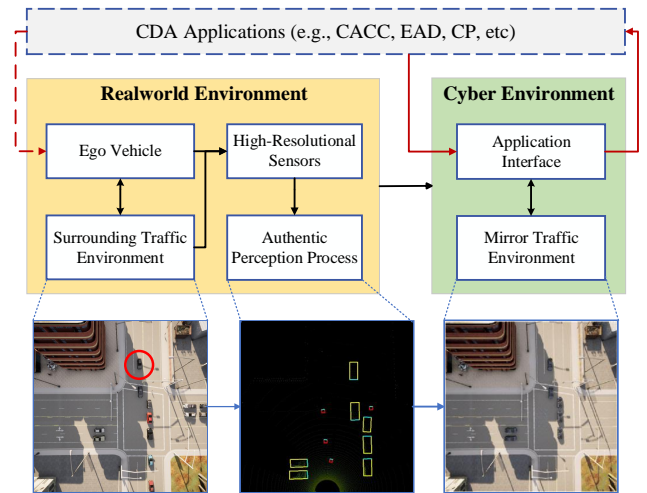 CDA Applications (e.g., CACC, EAD, CP, etc)
Realworld Environment
Cyber Environment
Ego Vehicle
High-Resolutional
Sensors
Application
Interface
Surrounding Traffic
Environment
Authentic
Perception Process
Mirror Traffic
Environment